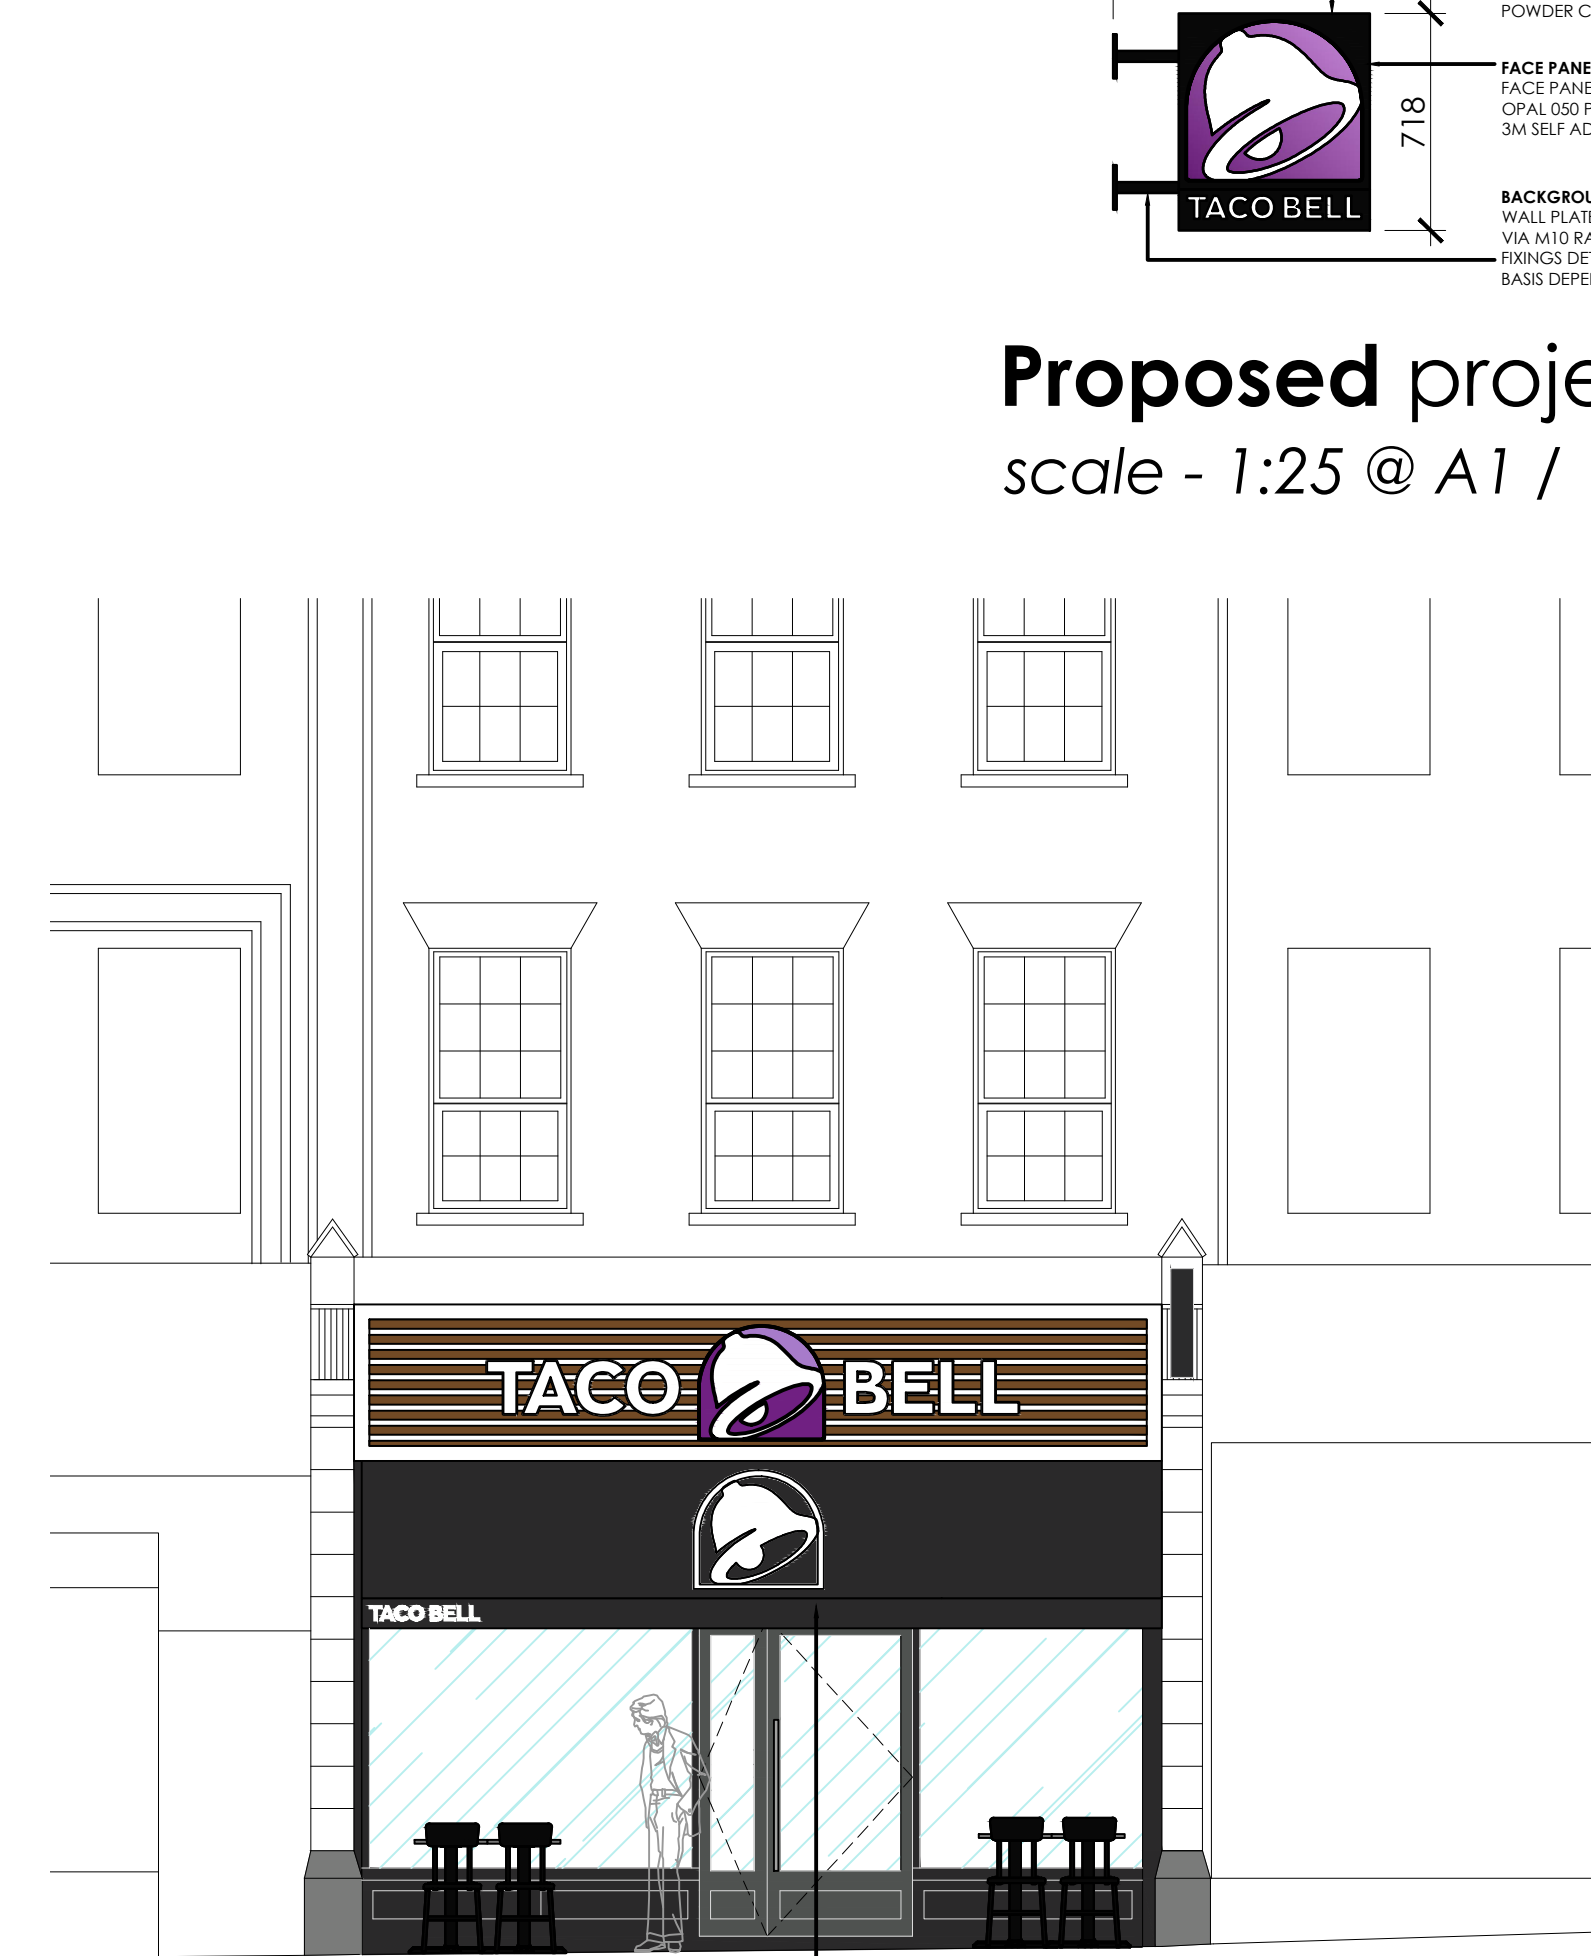 POWDER C
FACE PANE
FACE PANE
OPAL 050 P
3M SELF AD
718
TACO BELL
BACKGROU
WALL PLATE
VIA M10 RA
FIXINGS DET
BASIS DEPE
Proposed proje
scale - 1:25 @ A1 /
TACO BELL
TACO BELL